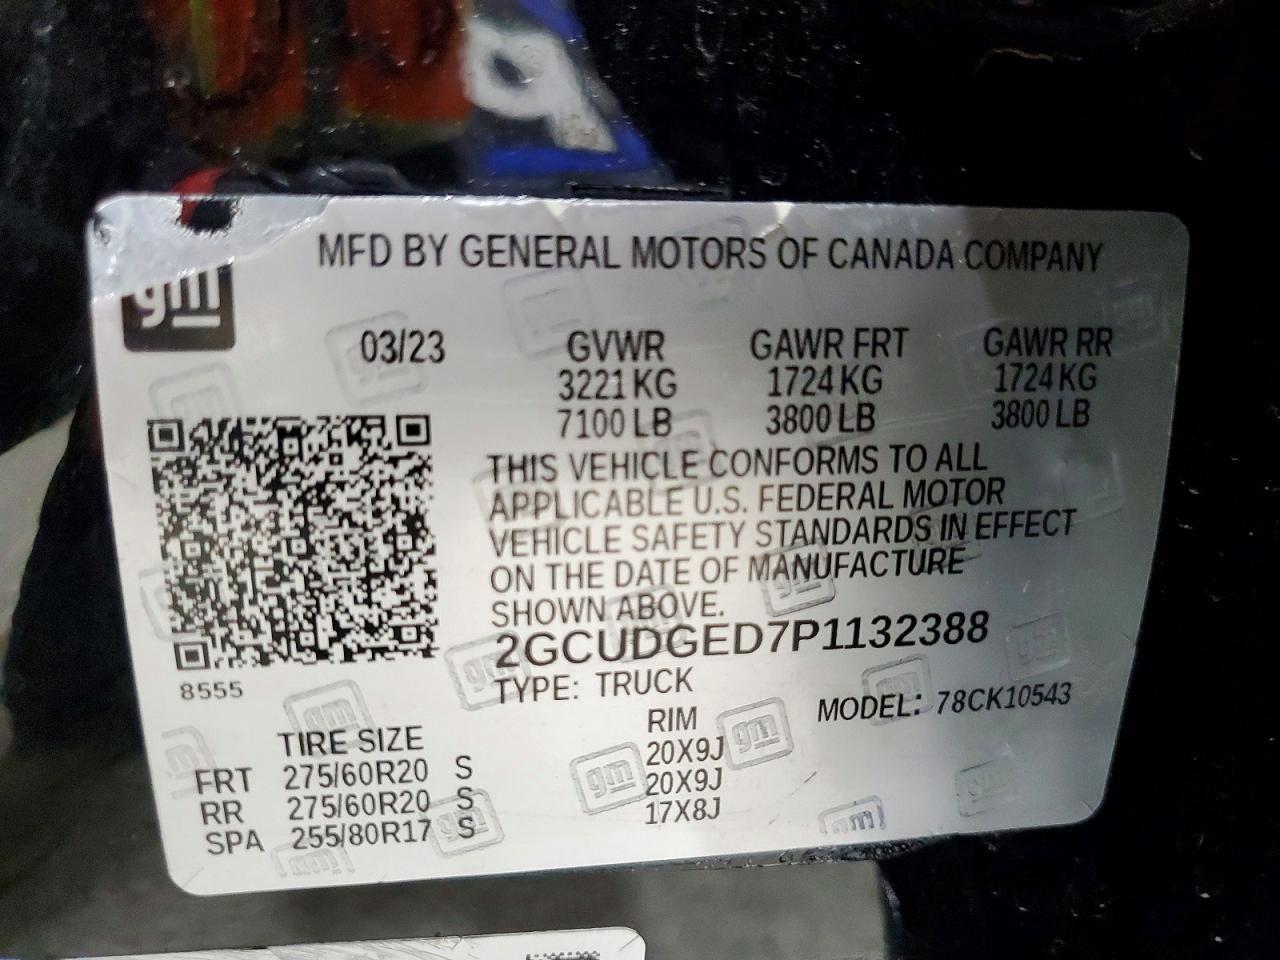 MFD BY GENERAL MOTORS OF CANADA COMPANY
gm
03/23 GVWR GAWR FRT GAWR RR
3221 KG 1724 KG 1724 KG
7100 LB 3800 LB 3800 LB
THIS VEHICLE CONFORMS TO ALL
APPLICABLE U.S. FEDERAL MOTOR
VEHICLE SAFETY STANDARDS IN EFFECT
ON THE DATE OF MANUFACTURE
SHOWN ABOVE.
2GCUDGED7P1132388
8555
TYPE: TRUCK
MODEL: 78CK10543
TIRE SIZE RIM
FRT 275/60R20 S 20X9J
RR 275/60R20 S 20X9J
SPA 255/80R17 S 17X8J